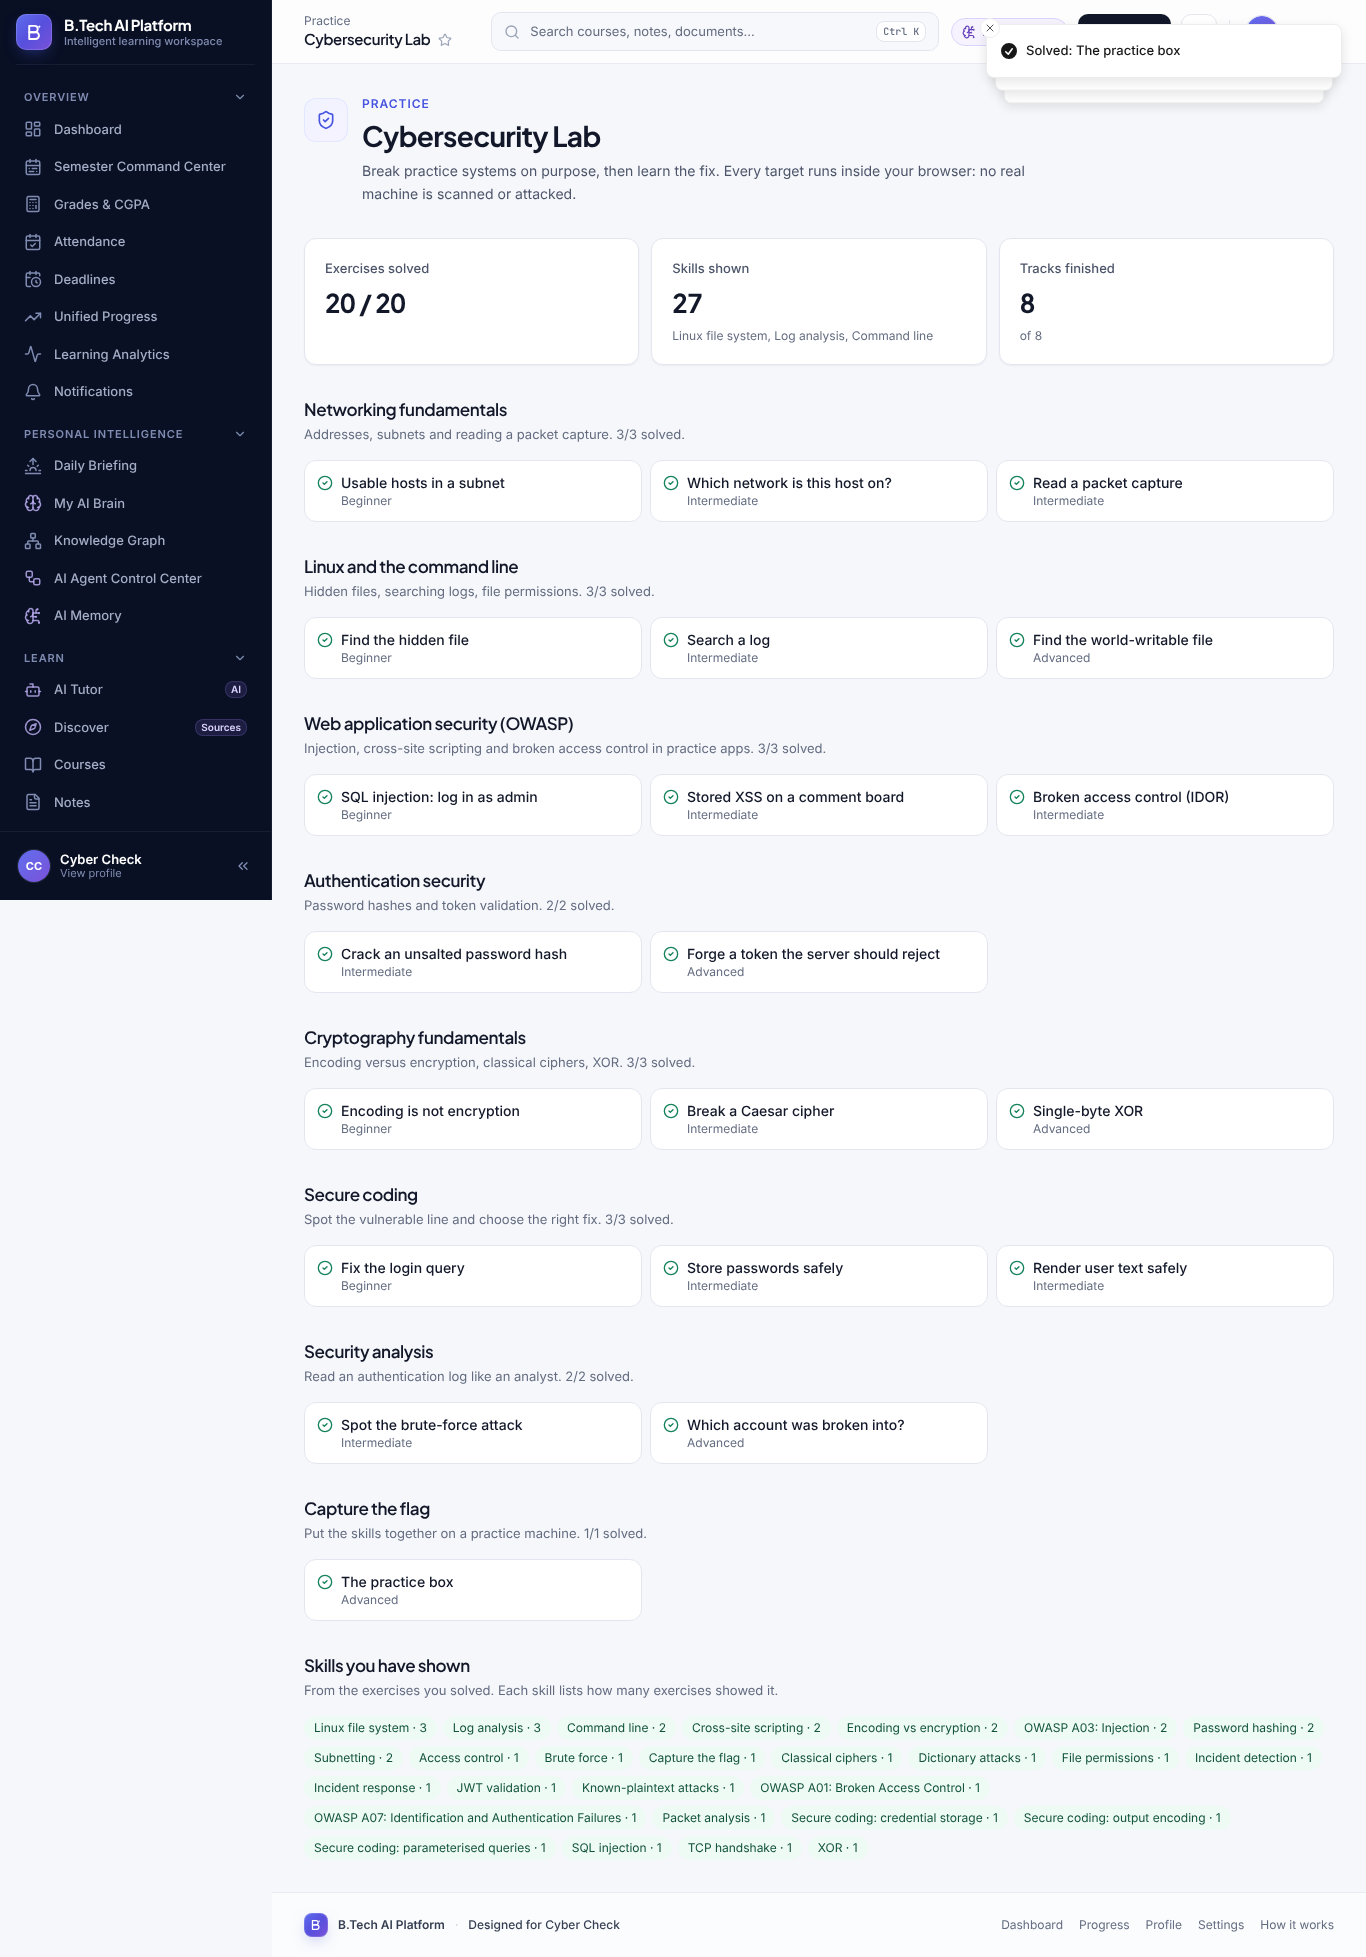 B.Tech AI Platform
Intelligent learning workspace
OVERVIEW
Dashboard
Semester Command Center
Grades & CGPA
Attendance
Deadlines
Unified Progress
Learning Analytics
Notifications
PERSONAL INTELLIGENCE
Daily Briefing
My AI Brain
Knowledge Graph
AI Agent Control Center
AI Memory
LEARN
AI Tutor AI
Discover Sources
Courses
Notes
CC Cyber Check
View profile
Practice
Cybersecurity Lab
Search courses, notes, documents... Ctrl K
Solved: The practice box
PRACTICE
Cybersecurity Lab
Break practice systems on purpose, then learn the fix. Every target runs inside your browser: no real
machine is scanned or attacked.
Exercises solved
20 / 20
Skills shown
27
Linux file system, Log analysis, Command line
Tracks finished
8
of 8
Networking fundamentals
Addresses, subnets and reading a packet capture. 3/3 solved.
Usable hosts in a subnet
Beginner
Which network is this host on?
Intermediate
Read a packet capture
Intermediate
Linux and the command line
Hidden files, searching logs, file permissions. 3/3 solved.
Find the hidden file
Beginner
Search a log
Intermediate
Find the world-writable file
Advanced
Web application security (OWASP)
Injection, cross-site scripting and broken access control in practice apps. 3/3 solved.
SQL injection: log in as admin
Beginner
Stored XSS on a comment board
Intermediate
Broken access control (IDOR)
Intermediate
Authentication security
Password hashes and token validation. 2/2 solved.
Crack an unsalted password hash
Intermediate
Forge a token the server should reject
Advanced
Cryptography fundamentals
Encoding versus encryption, classical ciphers, XOR. 3/3 solved.
Encoding is not encryption
Beginner
Break a Caesar cipher
Intermediate
Single-byte XOR
Advanced
Secure coding
Spot the vulnerable line and choose the right fix. 3/3 solved.
Fix the login query
Beginner
Store passwords safely
Intermediate
Render user text safely
Intermediate
Security analysis
Read an authentication log like an analyst. 2/2 solved.
Spot the brute-force attack
Intermediate
Which account was broken into?
Advanced
Capture the flag
Put the skills together on a practice machine. 1/1 solved.
The practice box
Advanced
Skills you have shown
From the exercises you solved. Each skill lists how many exercises showed it.
Linux file system · 3 Log analysis · 3 Command line · 2 Cross-site scripting · 2 Encoding vs encryption · 2 OWASP A03: Injection · 2 Password hashing · 2
Subnetting · 2 Access control · 1 Brute force · 1 Capture the flag · 1 Classical ciphers · 1 Dictionary attacks · 1 File permissions · 1 Incident detection · 1
Incident response · 1 JWT validation · 1 Known-plaintext attacks · 1 OWASP A01: Broken Access Control · 1
OWASP A07: Identification and Authentication Failures · 1 Packet analysis · 1 Secure coding: credential storage · 1 Secure coding: output encoding · 1
Secure coding: parameterised queries · 1 SQL injection · 1 TCP handshake · 1 XOR · 1
B.Tech AI Platform · Designed for Cyber Check
Dashboard Progress Profile Settings How it works